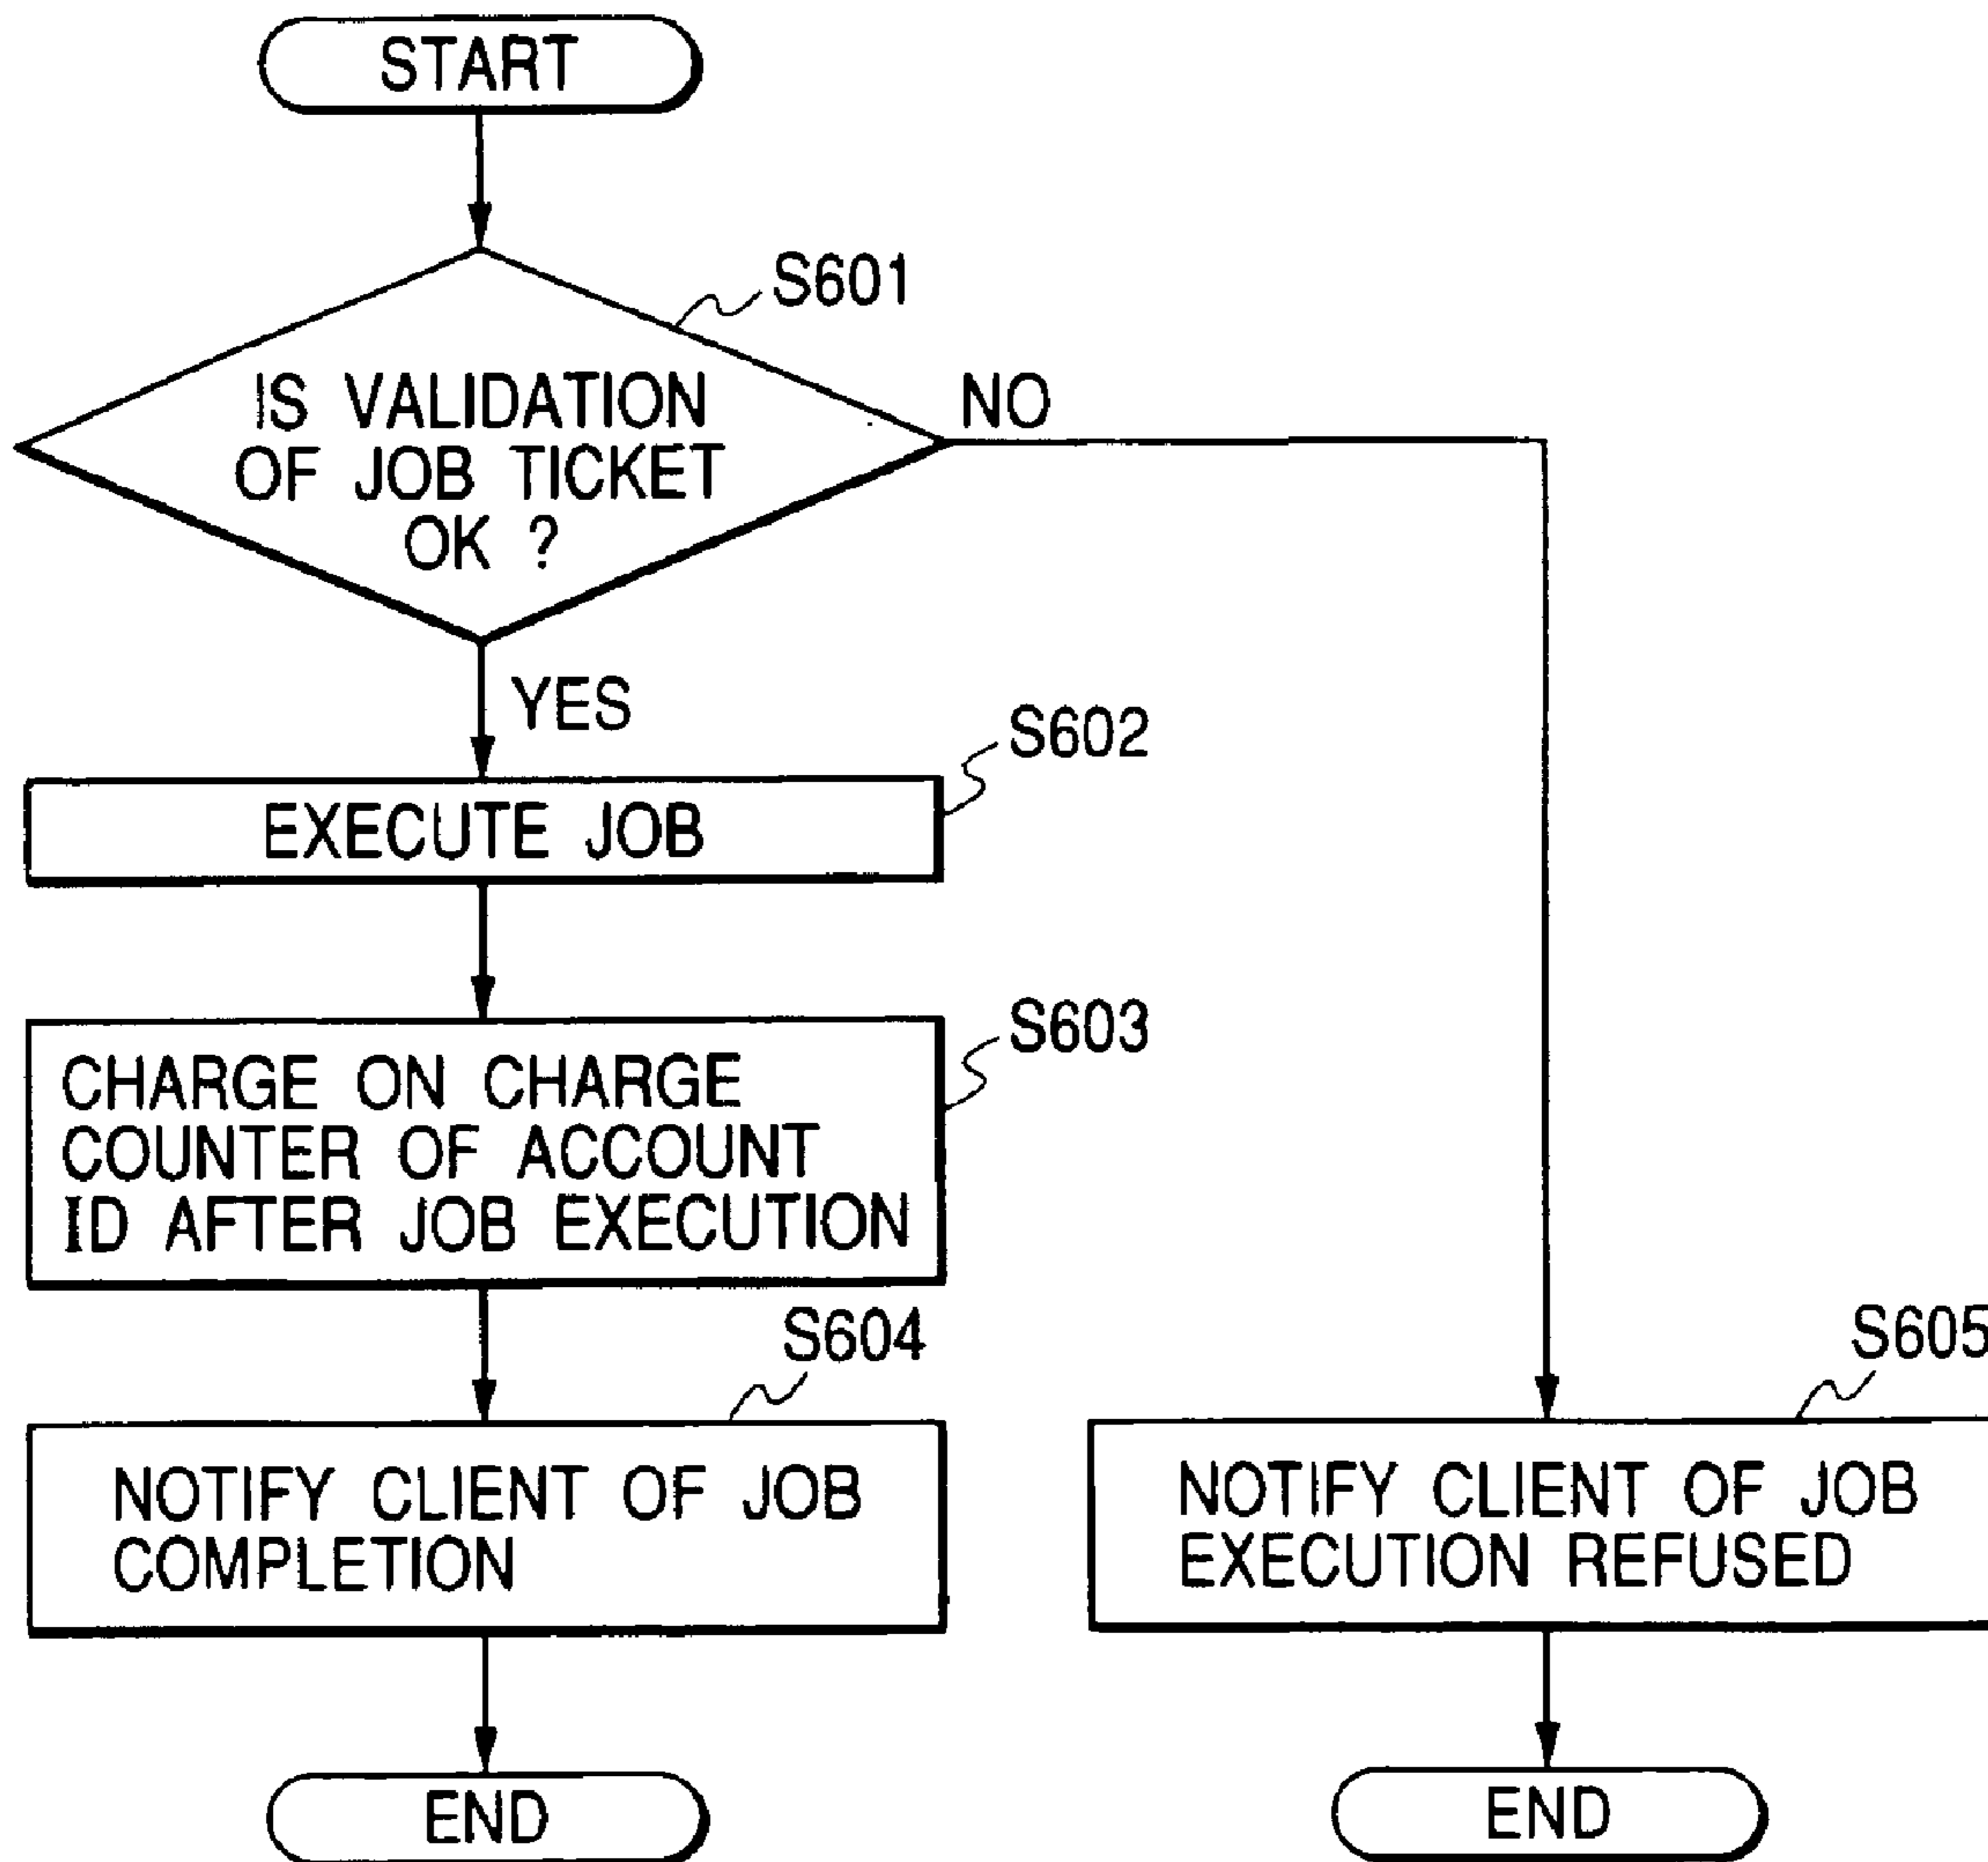 START
S601
IS VALIDATION
OF JOB TICKET
OK ?
NO
YES
S602
EXECUTE JOB
S603
CHARGE ON CHARGE
COUNTER OF ACCOUNT
ID AFTER JOB EXECUTION
S604
NOTIFY CLIENT OF JOB
COMPLETION
END
S605
NOTIFY CLIENT OF JOB
EXECUTION REFUSED
END